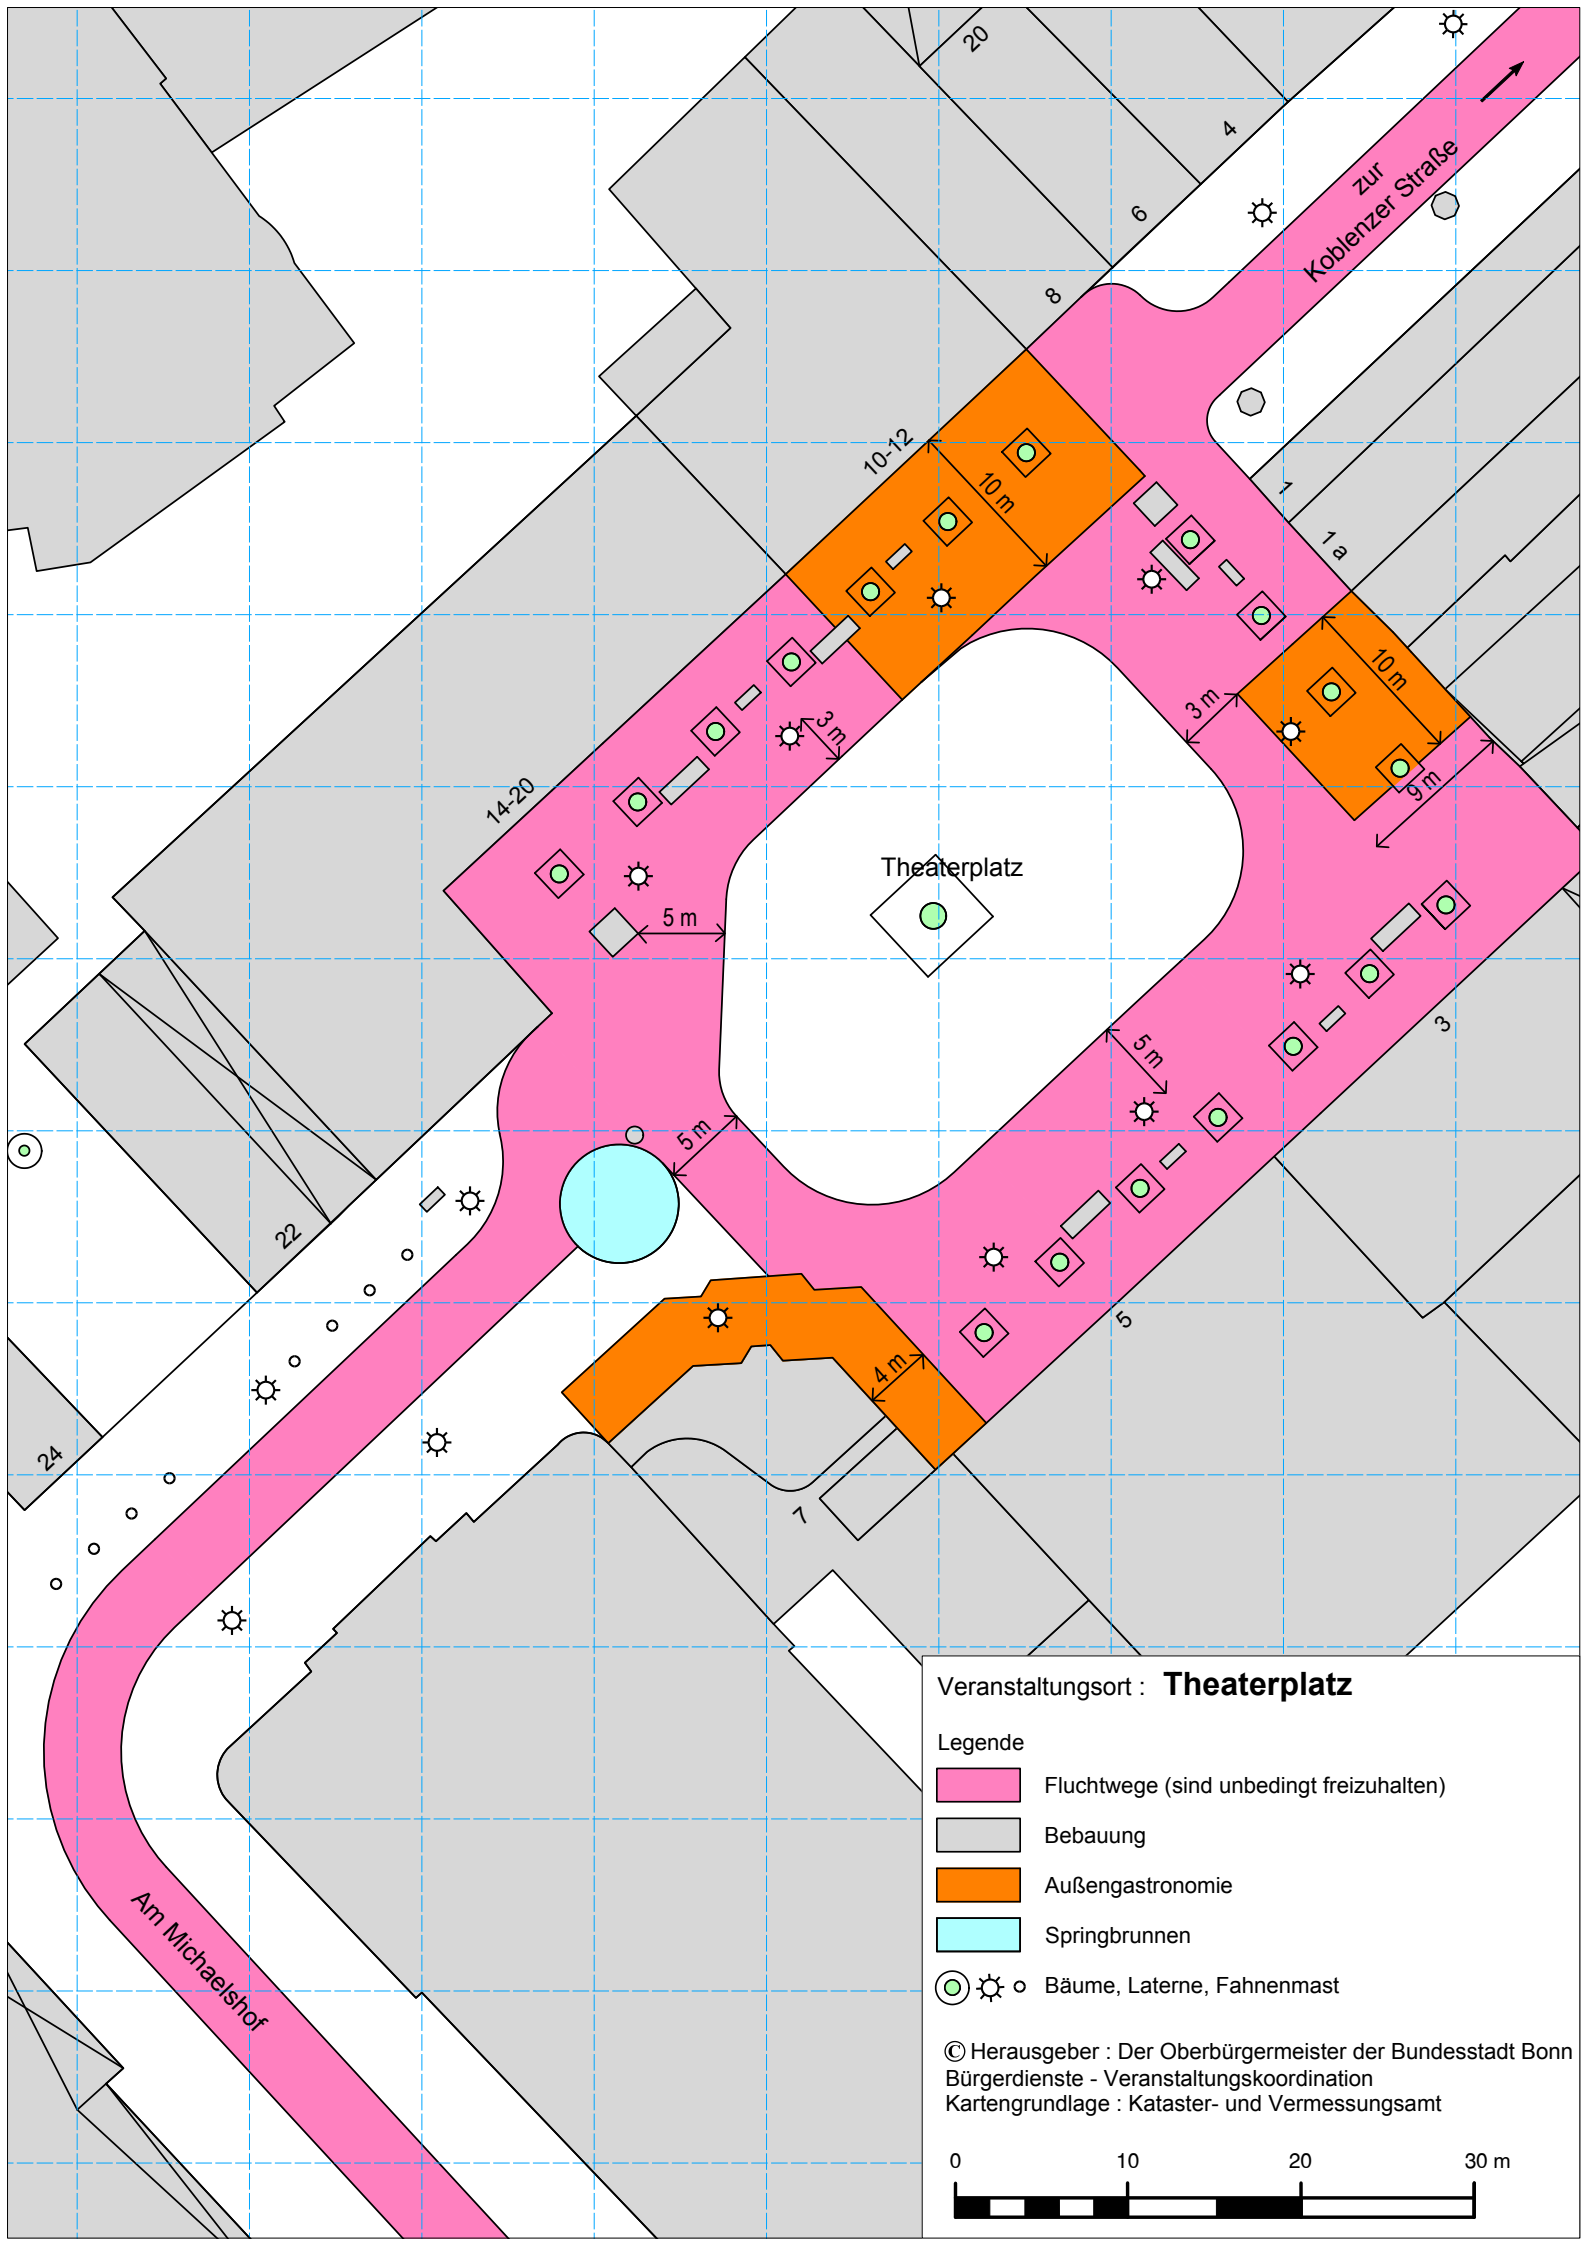 20
4
6
8
zur
Koblenzer Straße
10-12
10 m
1
1 a
10 m
3 m
9 m
3 m
14-20
Theaterplatz
5 m
5 m
5 m
3
22
5
4 m
24
7
Am Michaelshof
Veranstaltungsort : Theaterplatz
Legende
Fluchtwege (sind unbedingt freizuhalten)
Bebauung
Außengastronomie
Springbrunnen
Bäume, Laterne, Fahnenmast
© Herausgeber : Der Oberbürgermeister der Bundesstadt Bonn
Bürgerdienste - Veranstaltungskoordination
Kartengrundlage : Kataster- und Vermessungsamt
0 10 20 30 m